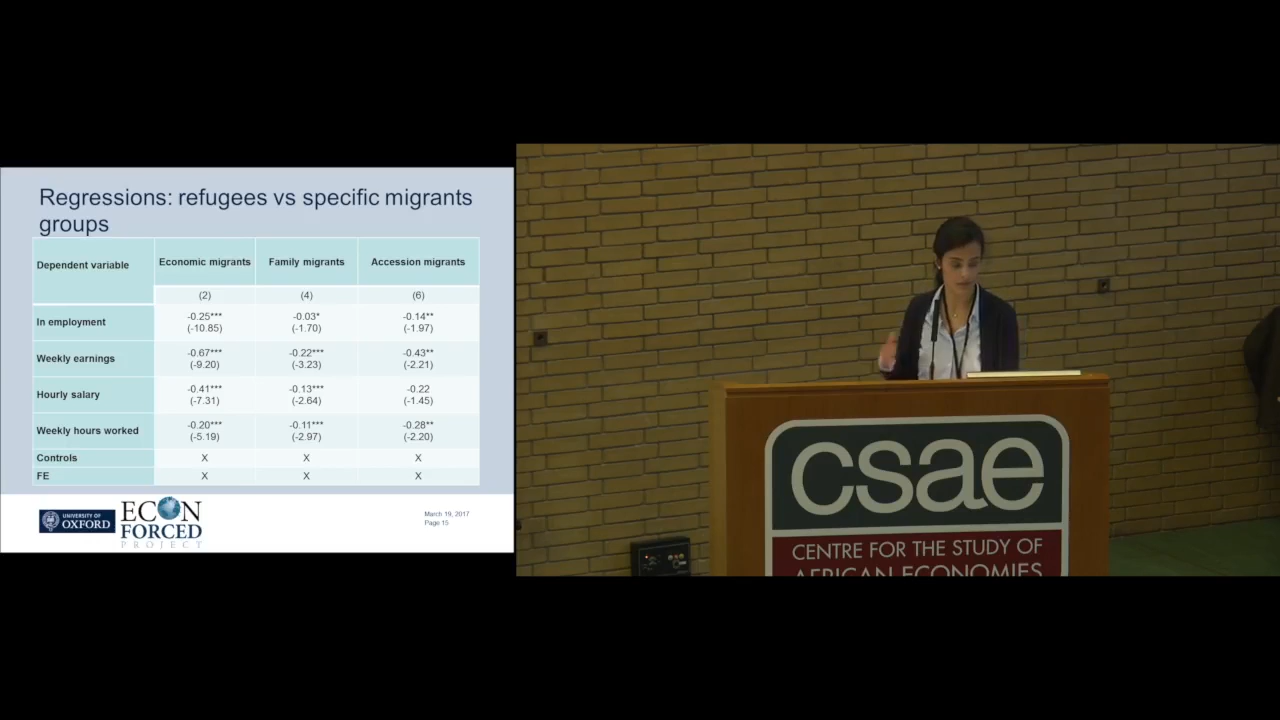 Regressions: refugees vs specific migrants
groups
Dependent variable Economic migrants Family migrants Accession migrants
(2) (4) (6)
In employment -0.25*** -0.03* -0.14**
(-10.85) (-1.70) (-1.97)
Weekly earnings -0.67*** -0.22*** -0.43**
(-9.20) (-3.23) (-2.21)
Hourly salary -0.41*** -0.13*** -0.22
(-7.31) (-2.64) (-1.45)
Weekly hours worked -0.20*** -0.11*** -0.28**
(-5.19) (-2.97) (-2.20)
Controls X X X
FE X X X
UNIVERSITY OF
OXFORD
ECON
FORCED
PROJECT
March 19, 2017
Page 15
csae
CENTRE FOR THE STUDY OF
AFRICAN ECONOMIES